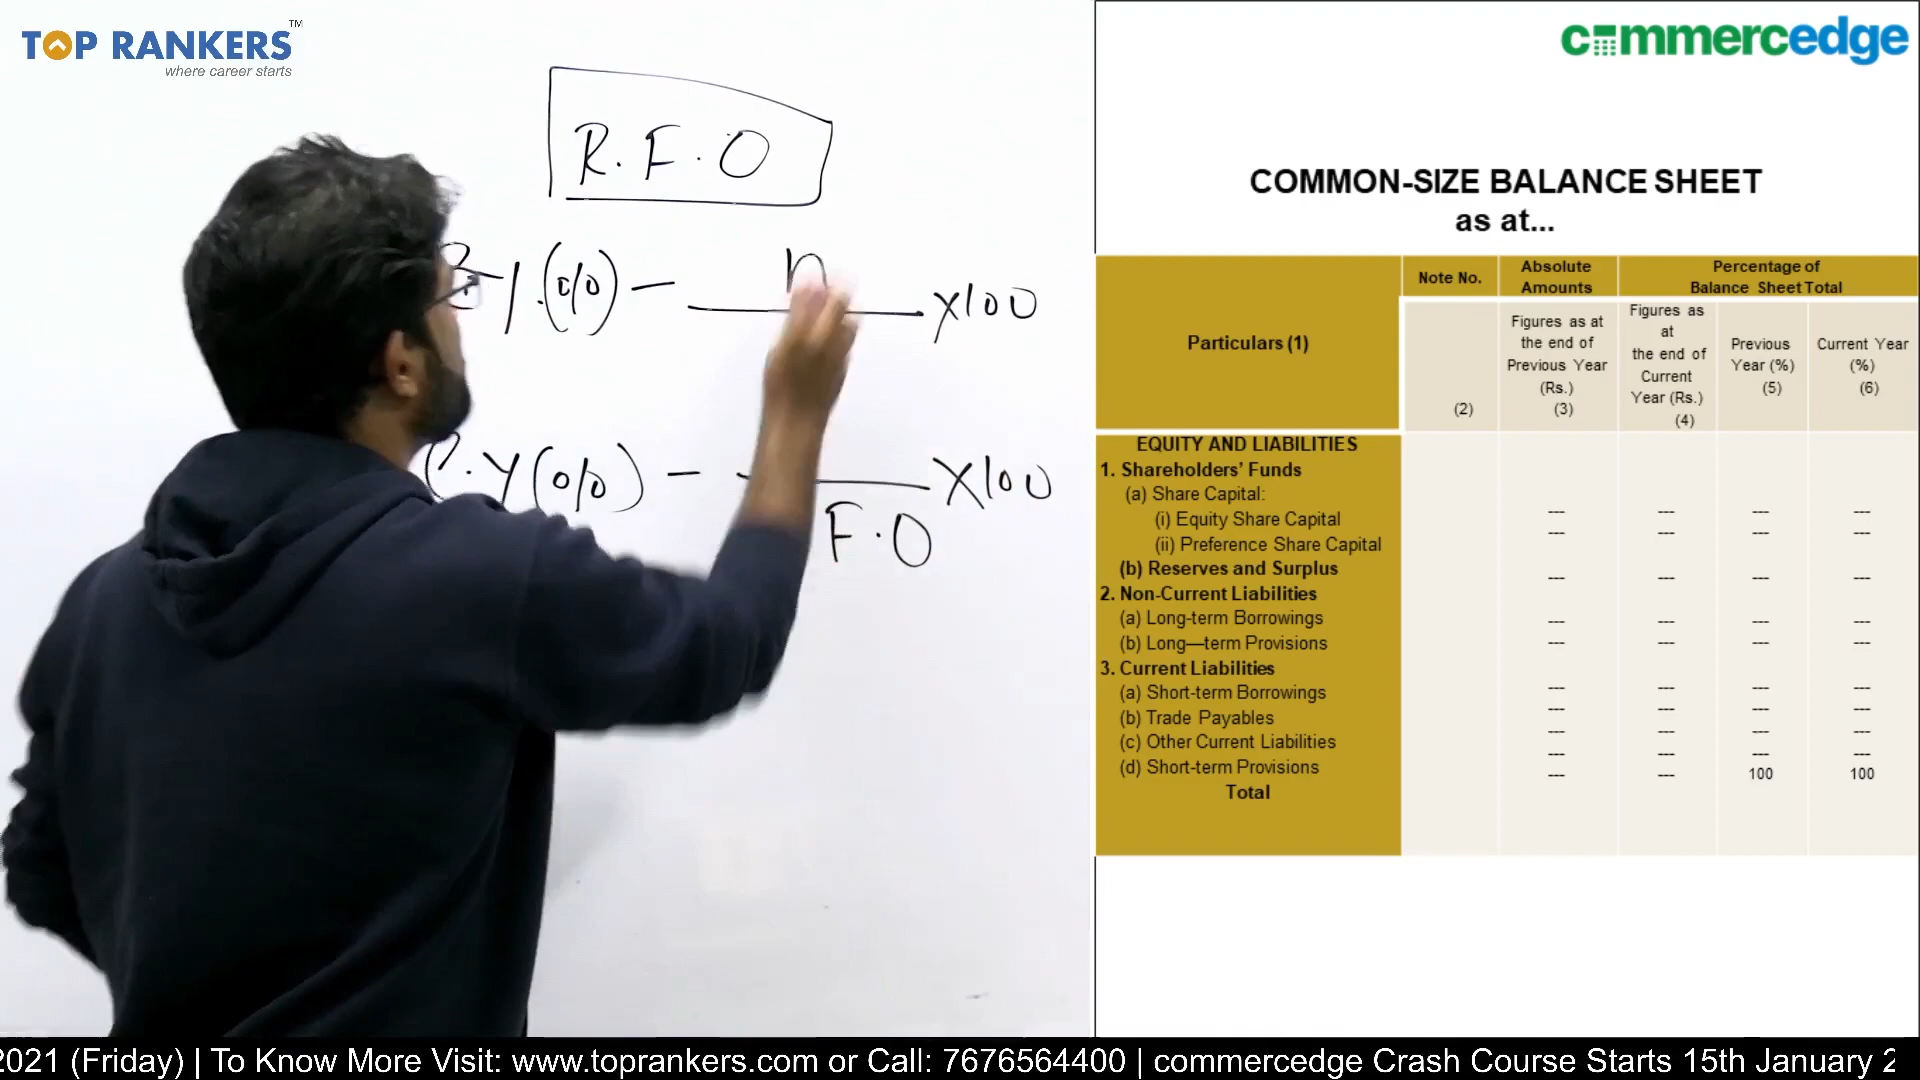 TOP RANKERS™
where career starts
R.F.O
.Y.(%) - n ×100
C.Y(%) - ×100
F.O
commercedge
COMMON-SIZE BALANCE SHEET
as at...
Particulars (1)
Note No.
(2)
Absolute
Amounts
Percentage of
Balance Sheet Total
Figures as at
the end of
Previous Year
(Rs.)
(3)
Figures as
at
the end of
Current
Year (Rs.)
(4)
Previous
Year (%)
(5)
Current Year
(%)
(6)
EQUITY AND LIABILITIES
1. Shareholders’ Funds
(a) Share Capital:
(i) Equity Share Capital --- --- --- ---
(ii) Preference Share Capital --- --- --- ---
(b) Reserves and Surplus --- --- --- ---
2. Non-Current Liabilities
(a) Long-term Borrowings --- --- --- ---
(b) Long—term Provisions --- --- --- ---
3. Current Liabilities
(a) Short-term Borrowings --- --- --- ---
(b) Trade Payables --- --- --- ---
(c) Other Current Liabilities --- --- --- ---
(d) Short-term Provisions --- --- --- ---
Total --- --- 100 100
2021 (Friday) | To Know More Visit: www.toprankers.com or Call: 7676564400 | commercedge Crash Course Starts 15th January 2